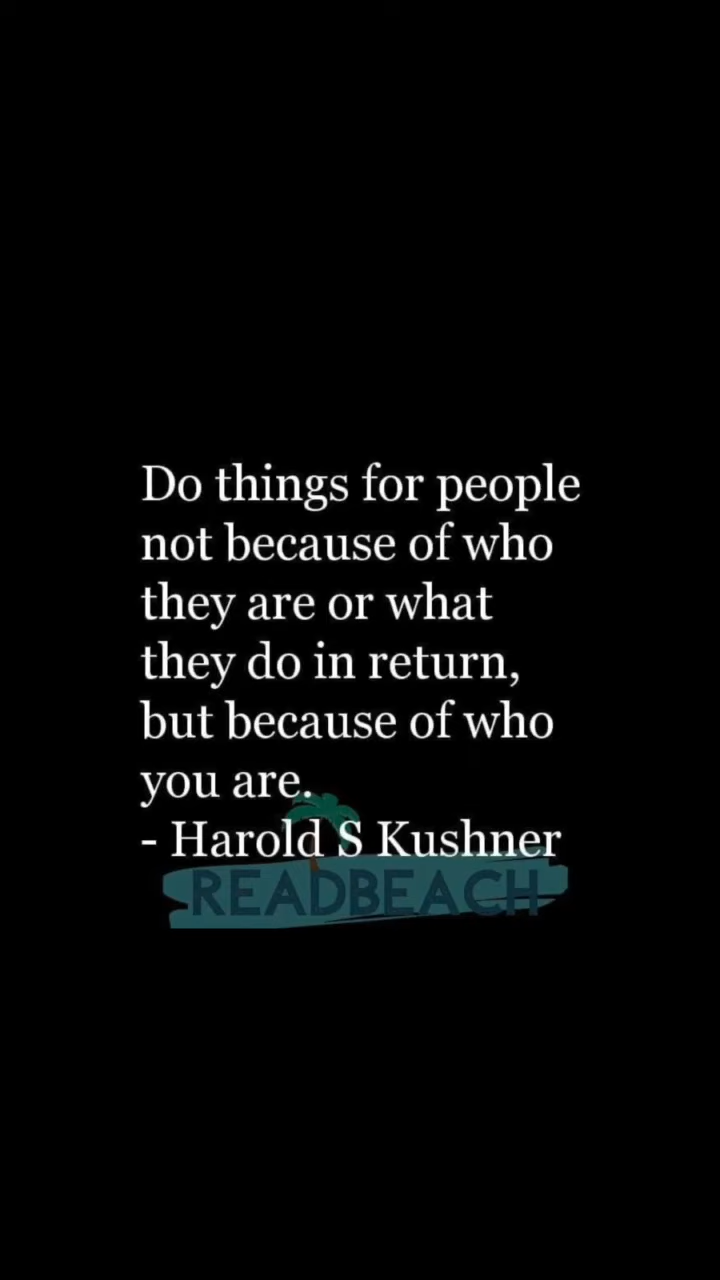 Do things for people
not because of who
they are or what
they do in return,
but because of who
you are.
- Harold S Kushner
READBEACH